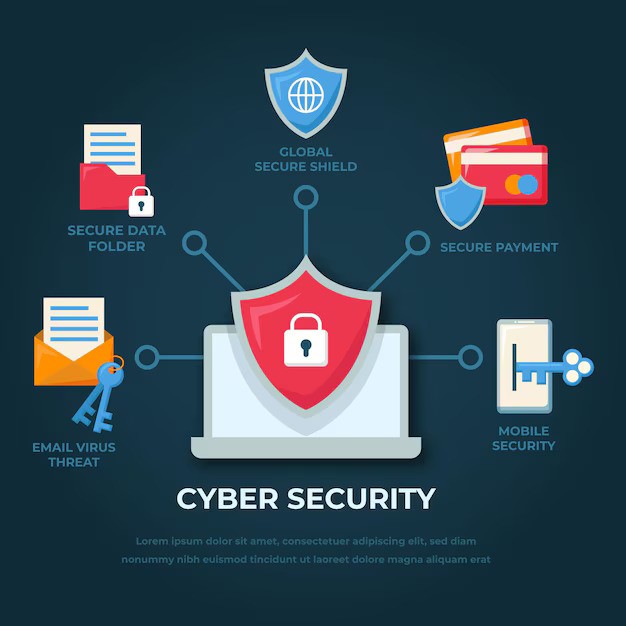 GLOBAL
SECURE SHIELD
SECURE DATA
FOLDER
SECURE PAYMENT
EMAIL VIRUS
THREAT
MOBILE
SECURITY
CYBER SECURITY
Lorem ipsum dolor sit amet, consectetuer adipiscing elit, sed diam
nonummy nibh euismod tincidunt ut laoreet dolore magna aliquam erat